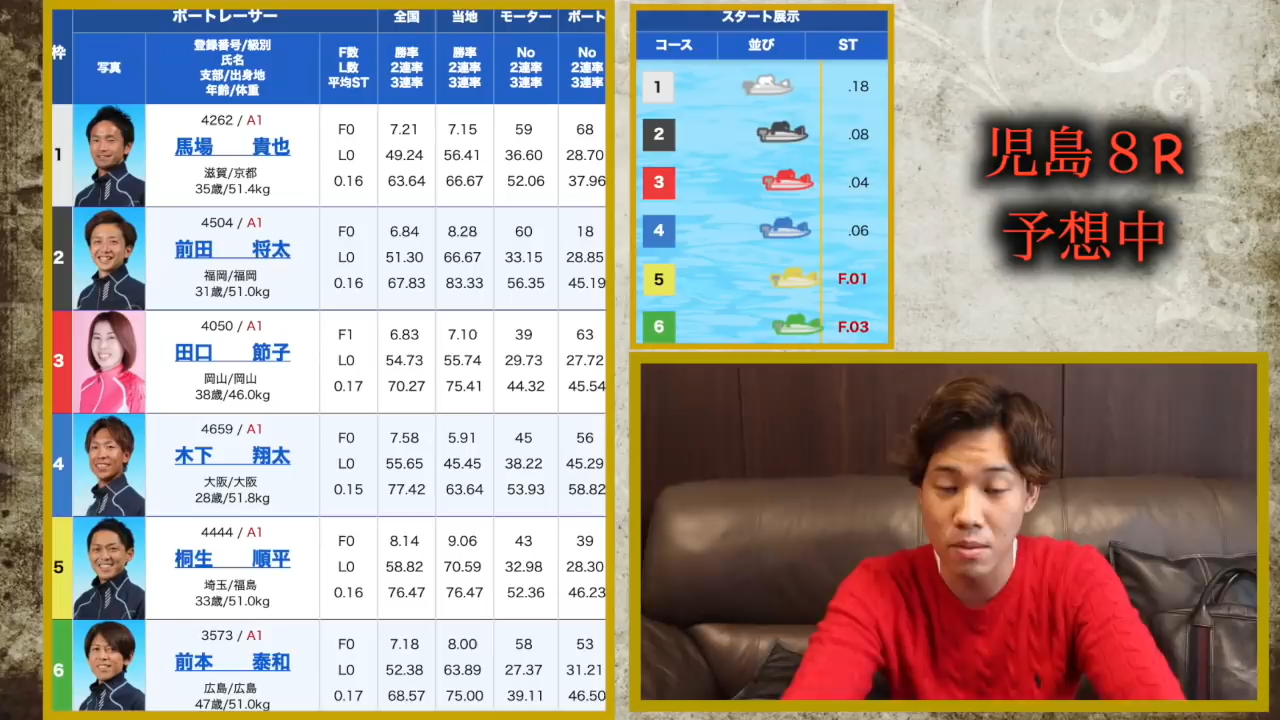 ボートレーサー 全国 当地 モーター ボート
枠 写真 登録番号/級別 氏名 支部/出身地 年齢/体重 F数 L数 平均ST 勝率 2連率 3連率 勝率 2連率 3連率 No 2連率 3連率 No 2連率 3連率
1
4262 / A1
馬場 貴也
滋賀/京都
35歳/51.4kg
F0 7.21 7.15 59 68
L0 49.24 56.41 36.60 28.70
0.16 63.64 66.67 52.06 37.96
2
4504 / A1
前田 将太
福岡/福岡
31歳/51.0kg
F0 6.84 8.28 60 18
L0 51.30 66.67 33.15 28.85
0.16 67.83 83.33 56.35 45.19
3
4050 / A1
田口 節子
岡山/岡山
38歳/46.0kg
F1 6.83 7.10 39 63
L0 54.73 55.74 29.73 27.72
0.17 70.27 75.41 44.32 45.54
4
4659 / A1
木下 翔太
大阪/大阪
28歳/51.8kg
F0 7.58 5.91 45 56
L0 55.65 45.45 38.22 45.29
0.15 77.42 63.64 53.93 58.82
5
4444 / A1
桐生 順平
埼玉/福島
33歳/51.0kg
F0 8.14 9.06 43 39
L0 58.82 70.59 32.98 28.30
0.16 76.47 76.47 52.36 46.23
6
3573 / A1
前本 泰和
広島/広島
47歳/51.0kg
F0 7.18 8.00 58 53
L0 52.38 63.89 27.37 31.21
0.17 68.57 75.00 39.11 46.50
スタート展示
コース 並び ST
1 .18
2 .08
3 .04
4 .06
5 F.01
6 F.03
児島8R
予想中